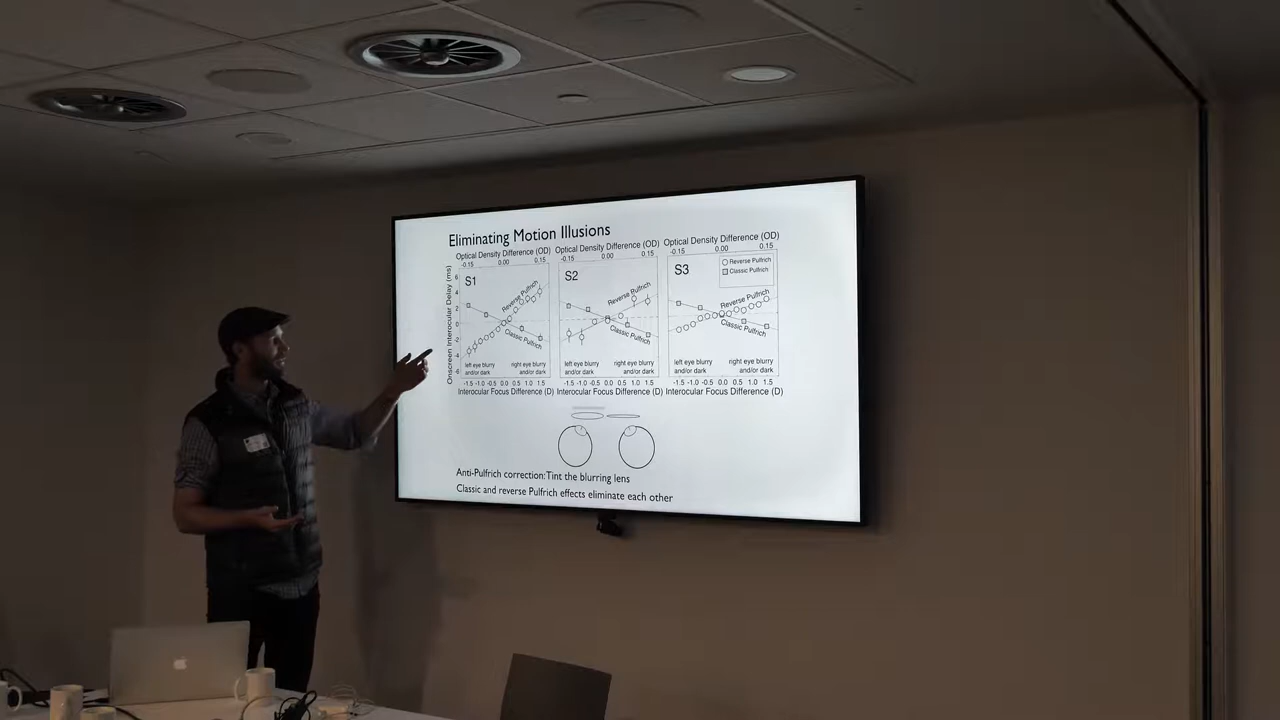 Eliminating Motion Illusions
Optical Density Difference (OD) Optical Density Difference (OD) Optical Density Difference (OD)
-0.15 0.00 0.15 -0.15 0.00 0.15 -0.15 0.00 0.15
S1 S2 S3
Reverse Pulfrich
Classic Pulfrich
Onscreen Interocular Delay (ms)
6
4
2
0
-2
-4
-6
Reverse Pulfrich
Classic Pulfrich
Reverse Pulfrich
Classic Pulfrich
Reverse Pulfrich
Classic Pulfrich
left eye blurry right eye blurry left eye blurry right eye blurry left eye blurry right eye blurry
and/or dark and/or dark and/or dark and/or dark and/or dark and/or dark
-1.5 -1.0 -0.5 0.0 0.5 1.0 1.5 -1.5 -1.0 -0.5 0.0 0.5 1.0 1.5 -1.5 -1.0 -0.5 0.0 0.5 1.0 1.5
Interocular Focus Difference (D) Interocular Focus Difference (D) Interocular Focus Difference (D)
Anti-Pulfrich correction: Tint the blurring lens
Classic and reverse Pulfrich effects eliminate each other